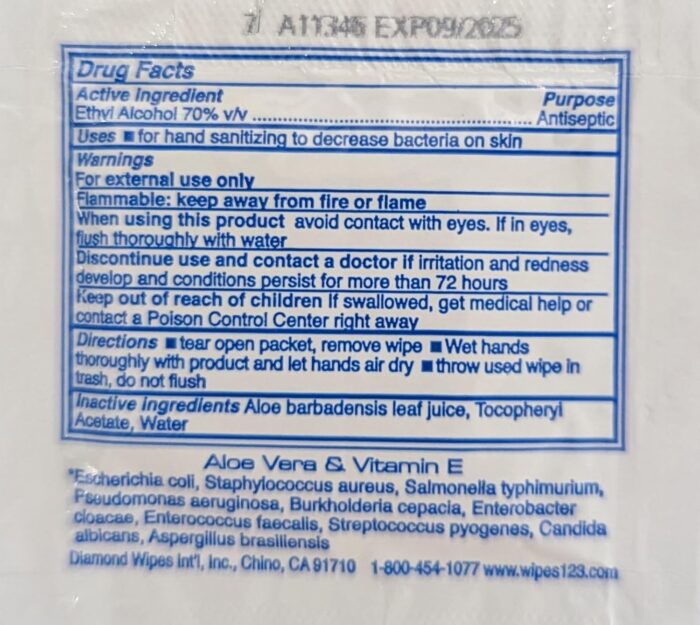 7 A11346 EXP09/2025
Drug Facts
Active Ingredient Purpose
Ethyl Alcohol 70% v/v .......... Antiseptic
Uses ■ for hand sanitizing to decrease bacteria on skin
Warnings
For external use only
Flammable: keep away from fire or flame
When using this product avoid contact with eyes. If in eyes,
flush thoroughly with water
Discontinue use and contact a doctor if irritation and redness
develop and conditions persist for more than 72 hours
Keep out of reach of children If swallowed, get medical help or
contact a Poison Control Center right away
Directions ■ tear open packet, remove wipe ■ Wet hands
thoroughly with product and let hands air dry ■ throw used wipe in
trash, do not flush
Inactive ingredients Aloe barbadensis leaf juice, Tocopheryl
Acetate, Water
Aloe Vera & Vitamin E
*Escherichia coli, Staphylococcus aureus, Salmonella typhimurium,
Pseudomonas aeruginosa, Burkholderia cepacia, Enterobacter
cloacae, Enterococcus faecalis, Streptococcus pyogenes, Candida
albicans, Aspergillus brasiliensis
Diamond Wipes Int'l, Inc., Chino, CA 91710 1-800-454-1077 www.wipes123.com